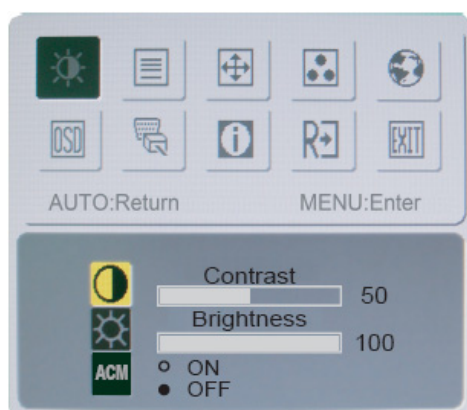 OSD
i
R
EXIT
AUTO:Return MENU:Enter
Contrast
50
Brightness
100
ACM
ON
OFF